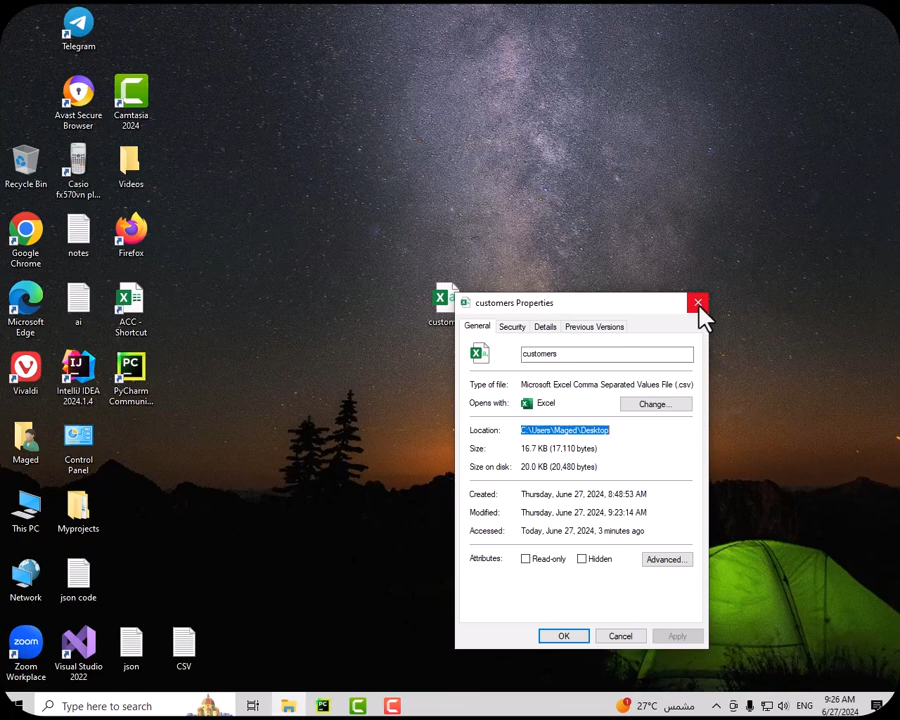 Telegram
Avast Secure
Browser
Camtasia
2024
Recycle Bin
Casio
fx570vn pl...
Videos
Google
Chrome
notes
Firefox
Microsoft
Edge
ai
ACC -
Shortcut
Vivaldi
IntelliJ IDEA
2024.1.4
PyCharm
Communi...
Maged
Control
Panel
This PC
Myprojects
Network
json code
zoom
Zoom
Workplace
Visual Studio
2022
json
CSV
customers Properties
General
Security
Details
Previous Versions
customers
Type of file: Microsoft Excel Comma Separated Values File (.csv)
Opens with: Excel
Change...
Location: C:\Users\Maged\Desktop
Size: 16.7 KB (17,110 bytes)
Size on disk: 20.0 KB (20,480 bytes)
Created: Thursday, June 27, 2024, 8:48:53 AM
Modified: Thursday, June 27, 2024, 9:23:14 AM
Accessed: Today, June 27, 2024, 3 minutes ago
Attributes: Read-only Hidden Advanced...
OK Cancel Apply
Type here to search
27°C مشمس
ENG
9:26 AM
6/27/2024